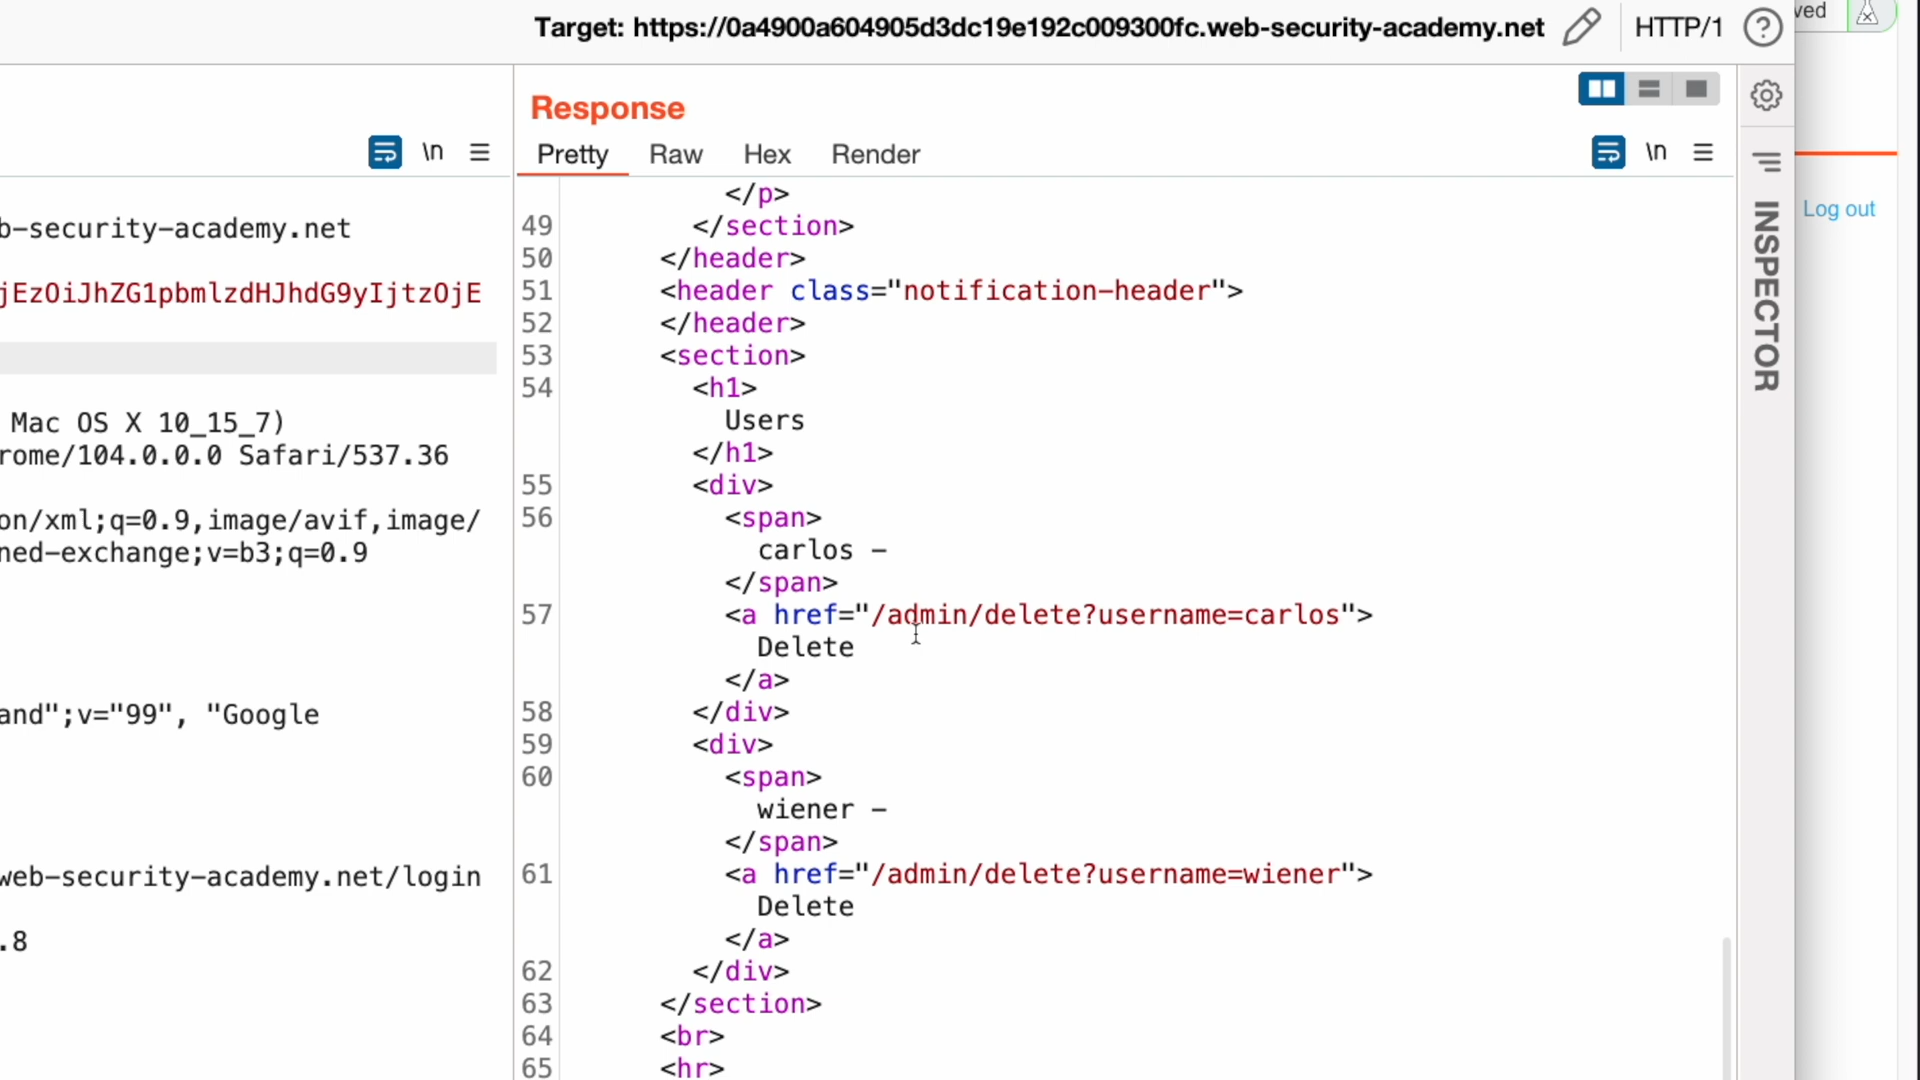 Target: https://0a4900a604905d3dc19e192c009300fc.web-security-academy.net
HTTP/1
ved
Response
\n
Pretty Raw Hex Render
\n
Log out
INSPECTOR
b-security-academy.net
jEzOiJhZG1pbmlzdHJhdG9yIjtzOjE
Mac OS X 10_15_7)
rome/104.0.0.0 Safari/537.36
on/xml;q=0.9,image/avif,image/
ned-exchange;v=b3;q=0.9
and";v="99", "Google
web-security-academy.net/login
.8
</p>
49 </section>
50 </header>
51 <header class="notification-header">
52 </header>
53 <section>
54 <h1>
Users
</h1>
55 <div>
56 <span>
carlos -
</span>
57 <a href="/admin/delete?username=carlos">
Delete
</a>
58 </div>
59 <div>
60 <span>
wiener -
</span>
61 <a href="/admin/delete?username=wiener">
Delete
</a>
62 </div>
63 </section>
64 <br>
65 <hr>